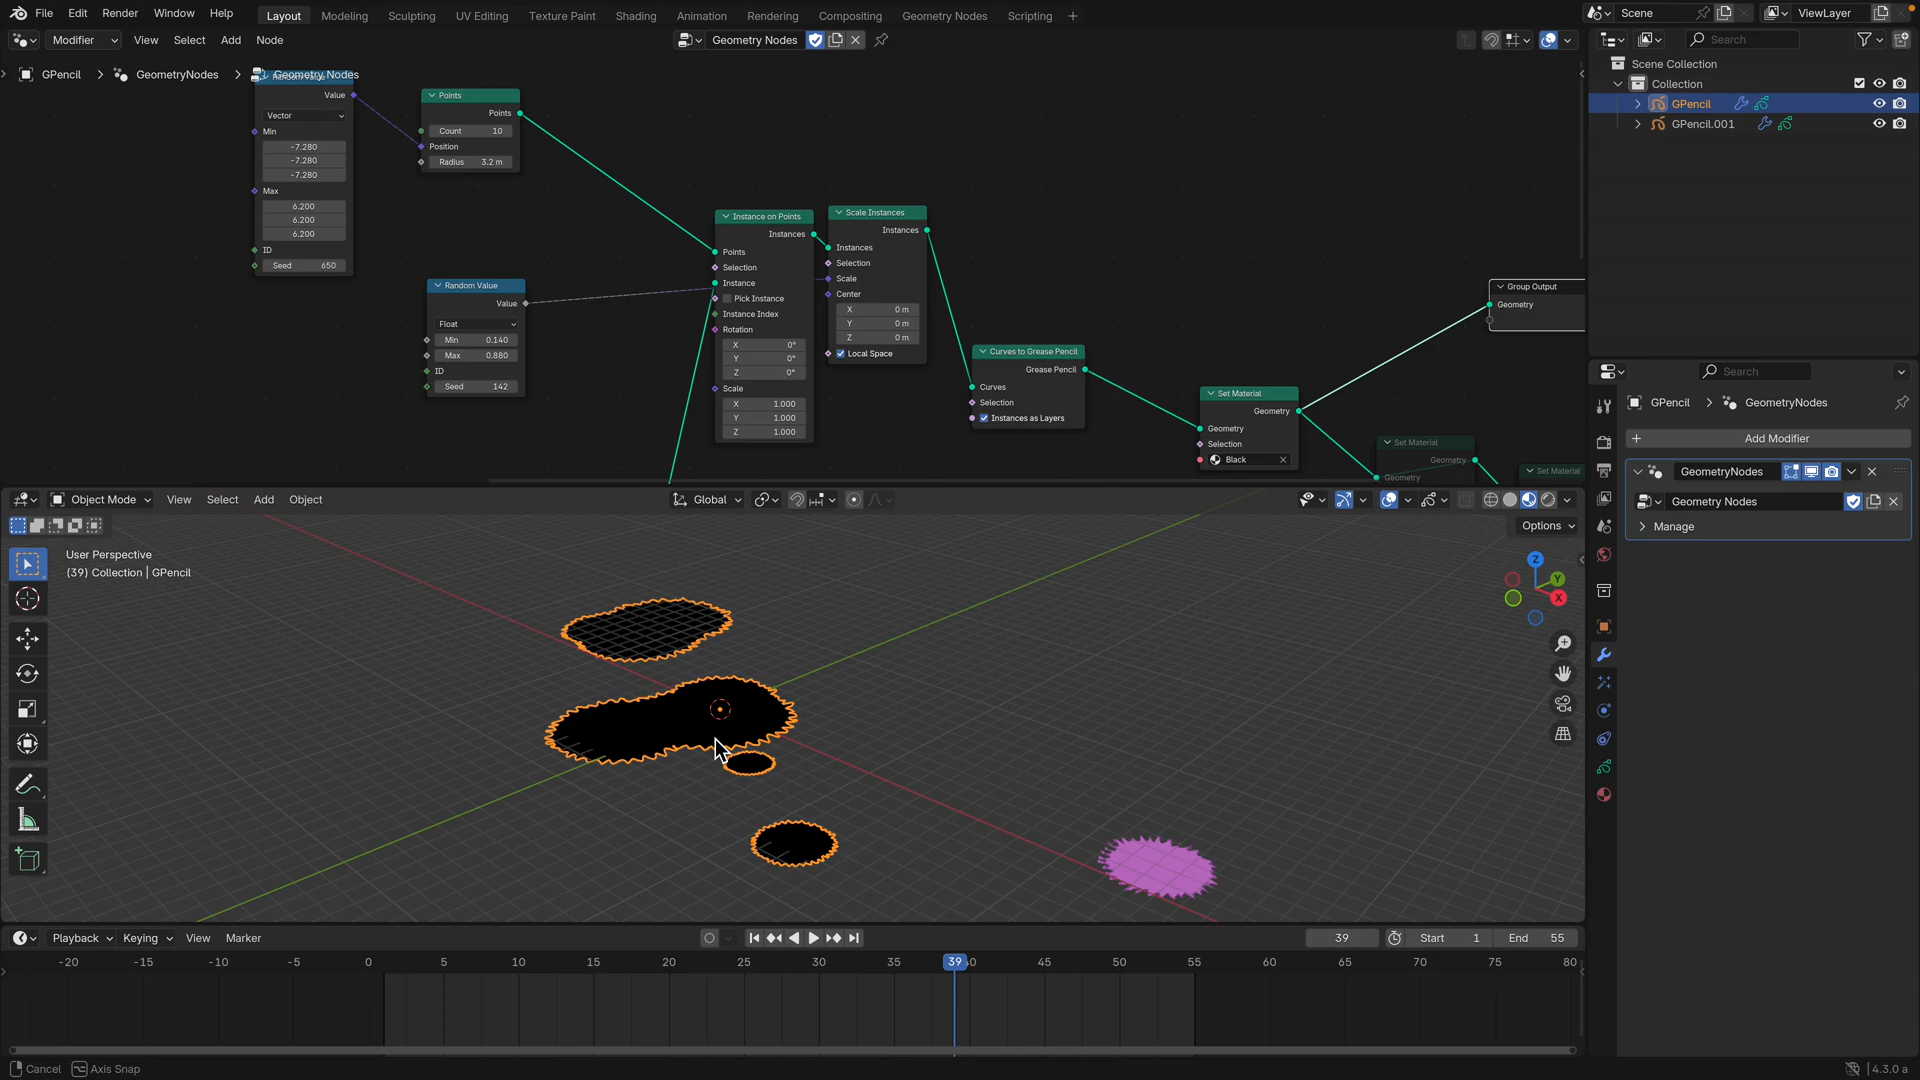 File Edit Render Window Help Layout Modeling Sculpting UV Editing Texture Paint Shading Animation Rendering Compositing Geometry Nodes Scripting Scene ViewLayer
Modifier View Select Add Node Geometry Nodes Search
GPencil GeometryNodes Geometry Nodes
Value
Vector
Min
-7.280
-7.280
-7.280
Max
6.200
6.200
6.200
ID
Seed 650
Points
Points
Count 10
Position
Radius 3.2 m
Random Value
Value
Float
Min 0.140
Max 0.880
ID
Seed 142
Instance on Points
Instances
Points
Selection
Instance
Pick Instance
Instance Index
Rotation
X 0°
Y 0°
Z 0°
Scale
X 1.000
Y 1.000
Z 1.000
Scale Instances
Instances
Instances
Selection
Scale
Center
X 0 m
Y 0 m
Z 0 m
Local Space
Curves to Grease Pencil
Grease Pencil
Curves
Selection
Instances as Layers
Set Material
Geometry
Geometry
Selection
Black
Set Material
Geometry
Geometry
Set Material
Group Output
Geometry
Scene Collection
Collection
GPencil
GPencil.001
Search
GPencil GeometryNodes
Add Modifier
GeometryNodes
Geometry Nodes
Manage
Object Mode View Select Add Object Global
Options
User Perspective
(39) Collection | GPencil
Z
Y
X
Playback Keying View Marker 39 Start 1 End 55
-20 -15 -10 -5 0 5 10 15 20 25 30 35 39 45 50 55 60 65 70 75 80
Cancel Axis Snap 4.3.0 a